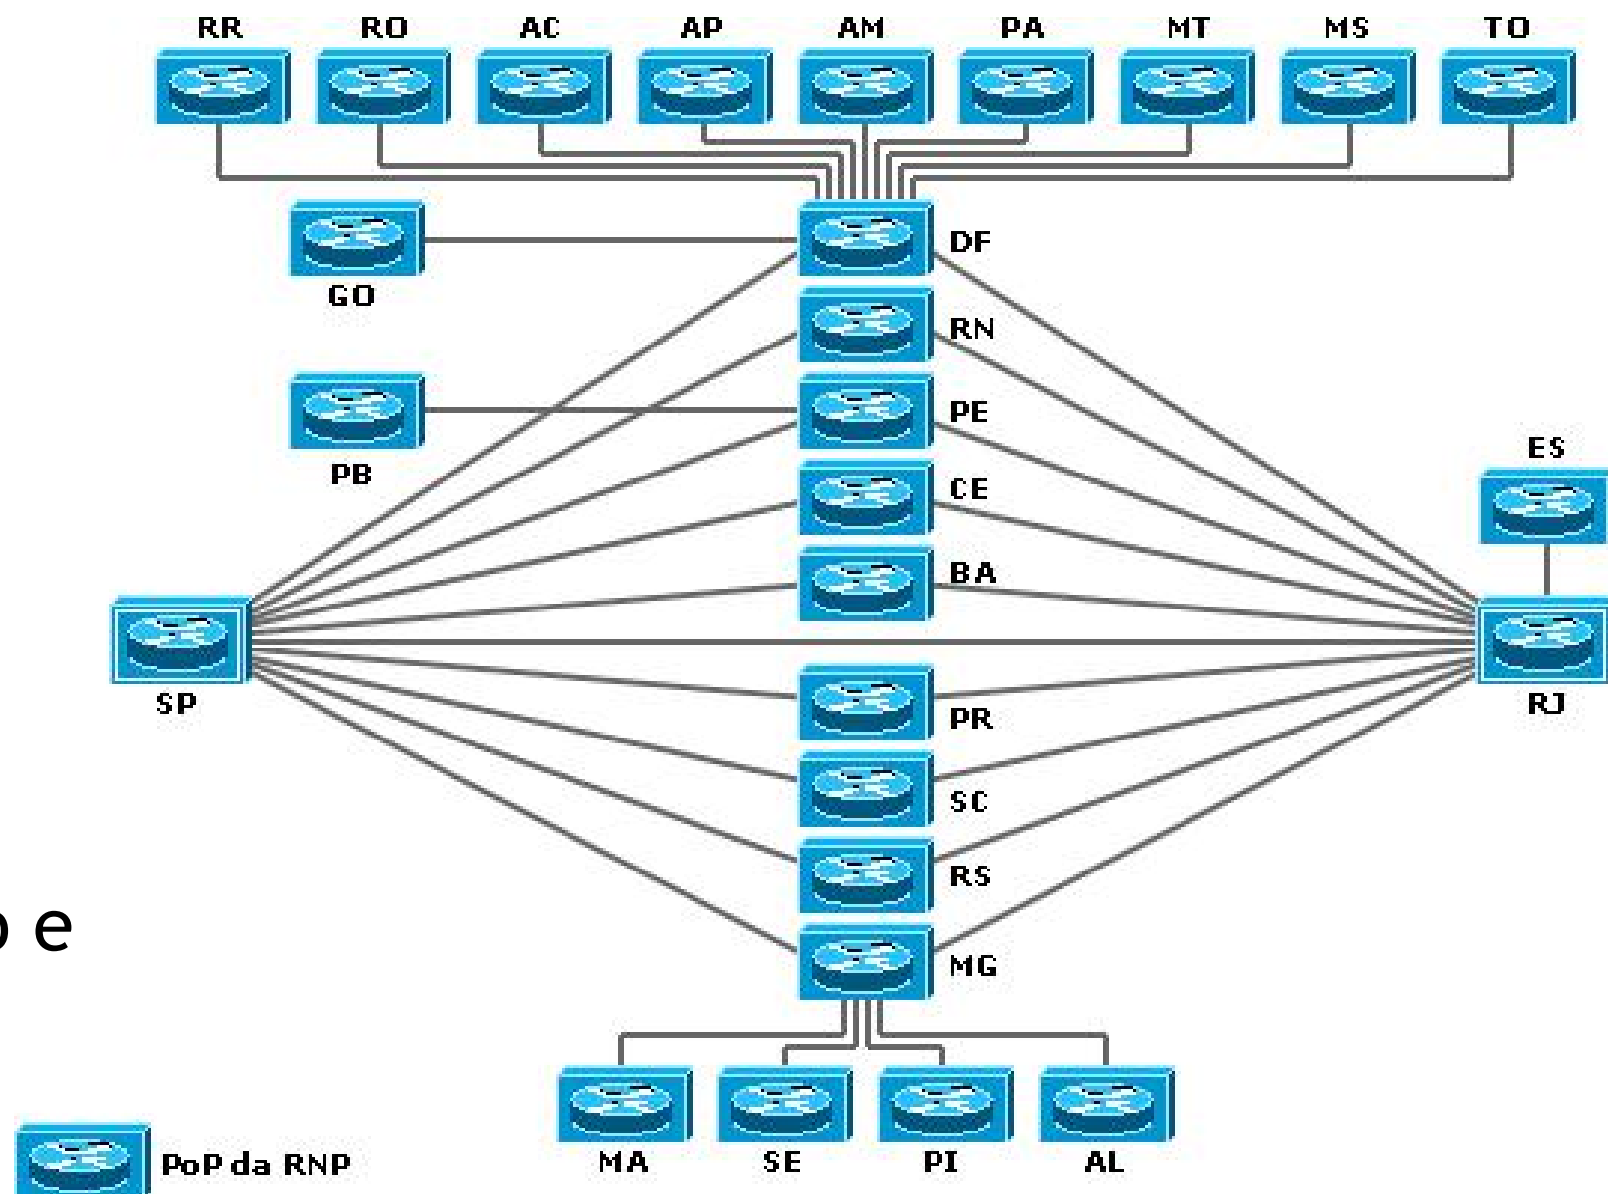 RR RO AC AP AM PA MT MS TO
DF
GO
RN
PE
PB
CE
ES
BA
SP
RJ
PR
SC
RS
e
MG
MA SE PI AL
PoP da RNP